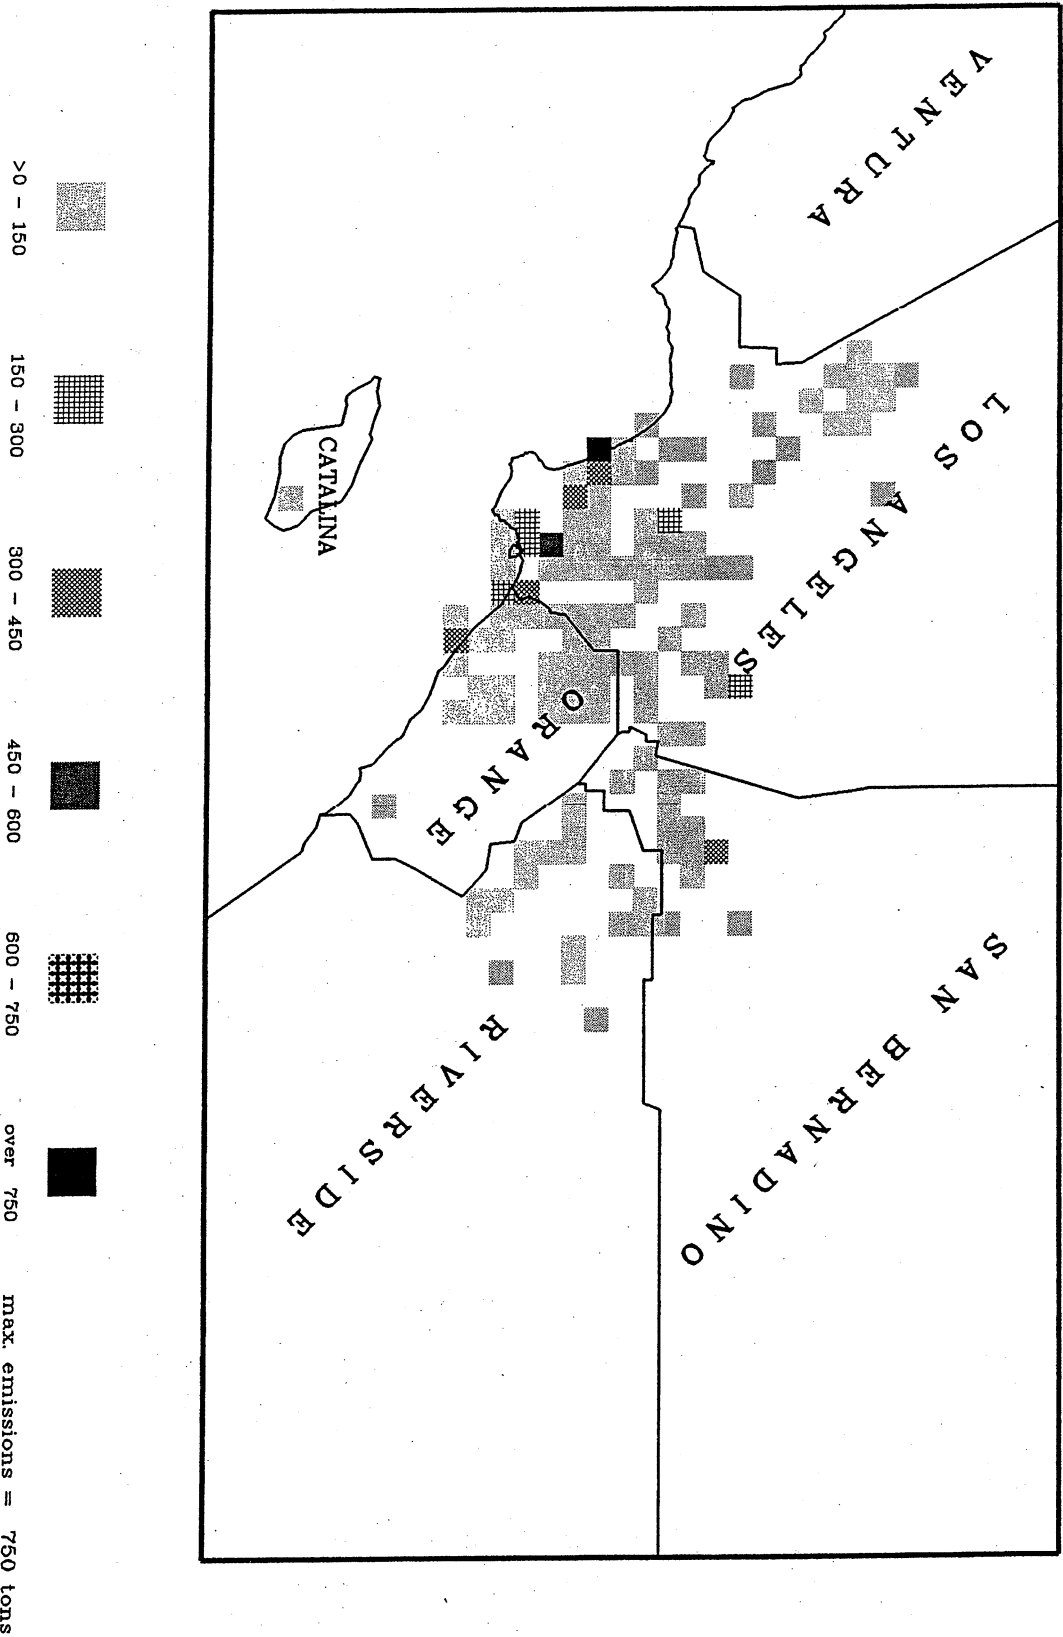 VENTURA
LOS ANGELES
SAN BERNADINO
CATALINA
ORANGE
RIVERSIDE
>0 - 150
150 - 300
300 - 450
450 - 600
600 - 750
over 750
max. emissions = 750 tons